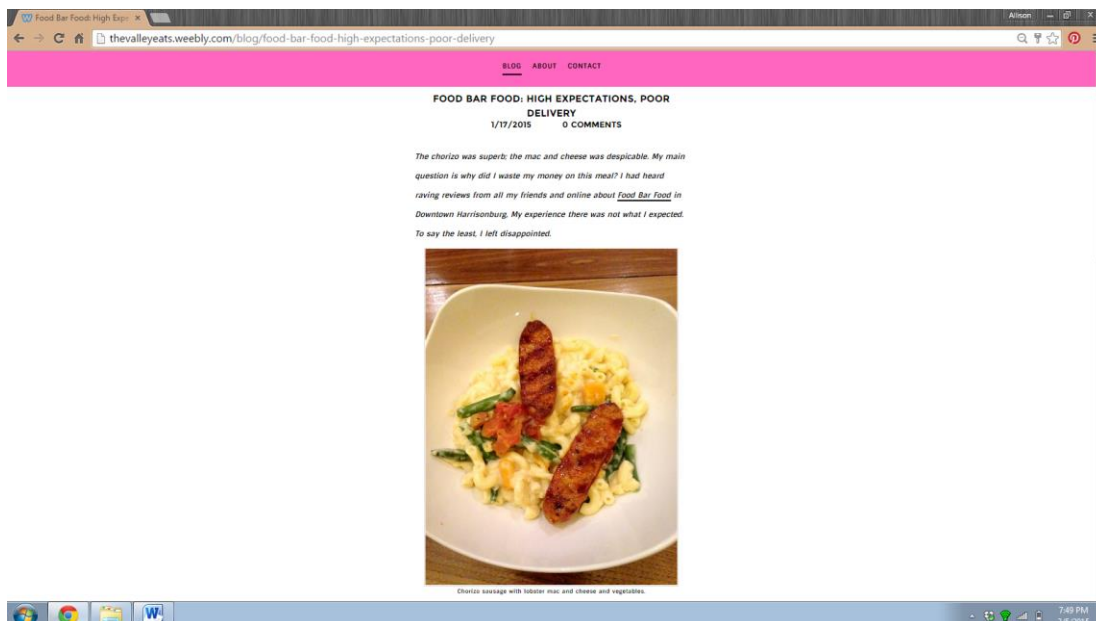 Food Bar Food: High Expe
Allison
thevalleyeats.weebly.com/blog/food-bar-food-high-expectations-poor-delivery
BLOG ABOUT CONTACT
FOOD BAR FOOD: HIGH EXPECTATIONS, POOR
DELIVERY
1/17/2015 0 COMMENTS
The chorizo was superb; the mac and cheese was despicable. My main
question is why did I waste my money on this meal? I had heard
raving reviews from all my friends and online about Food Bar Food in
Downtown Harrisonburg. My experience there was not what I expected.
To say the least, I left disappointed.
Chorizo sausage with lobster mac and cheese and vegetables.
7:49 PM